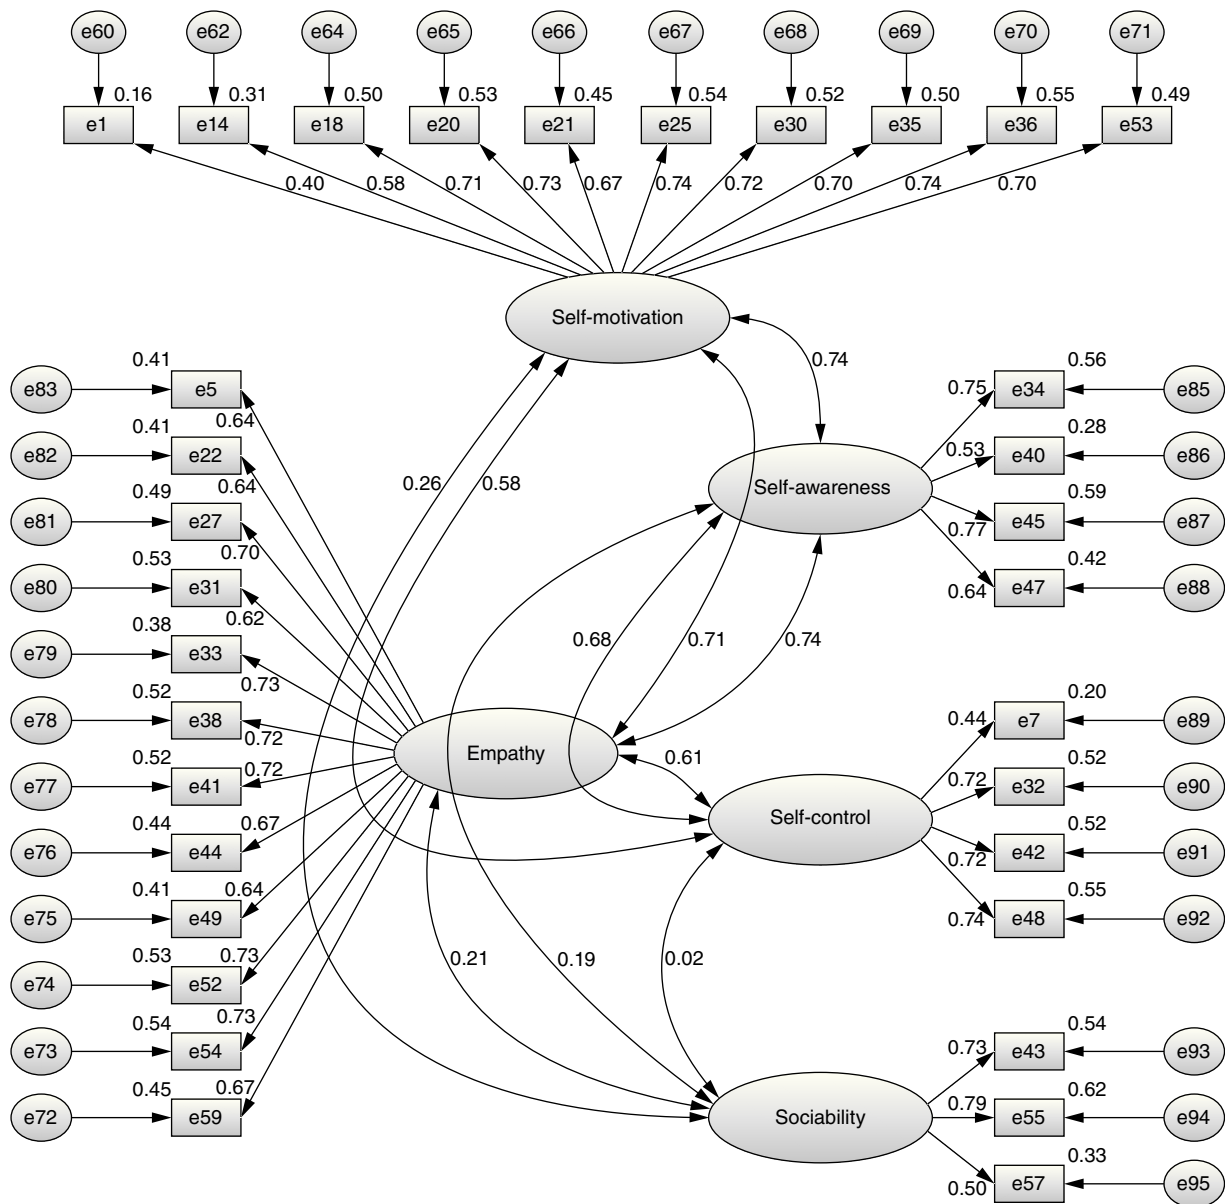 e60 e62 e64 e65 e66 e67 e68 e69 e70 e71
0.16 0.31 0.50 0.53 0.45 0.54 0.52 0.50 0.55 0.49
e1 e14 e18 e20 e21 e25 e30 e35 e36 e53
0.40 0.58 0.71 0.73 0.67 0.74 0.72 0.70 0.74 0.70
Self-motivation
0.41 0.74 0.56
e83 e5 0.75 e34 e85
0.64
0.41 0.53 0.28
e82 e22 e40 e86
0.64 0.26 0.58 Self-awareness
0.49 0.59
e81 e27 0.77 e45 e87
0.70
0.53 0.42
e80 e31 0.64 e47 e88
0.62
0.38 0.68 0.71 0.74
e79 e33
0.73
0.52 0.20
e78 e38 0.44 e7 e89
0.72
Empathy 0.61
0.52 0.72 0.72 0.52
e77 e41 e32 e90
Self-control
0.44 0.67 0.52
e76 e44 0.72 e42 e91
0.41 0.64 0.55
e75 e49 0.74 e48 e92
0.53 0.73 0.21 0.19 0.02
e74 e52
0.54 0.73 0.54
e73 e54 0.73 e43 e93
0.45 0.67 0.79 0.62
e72 e59 Sociability e55 e94
0.33
0.50 e57 e95